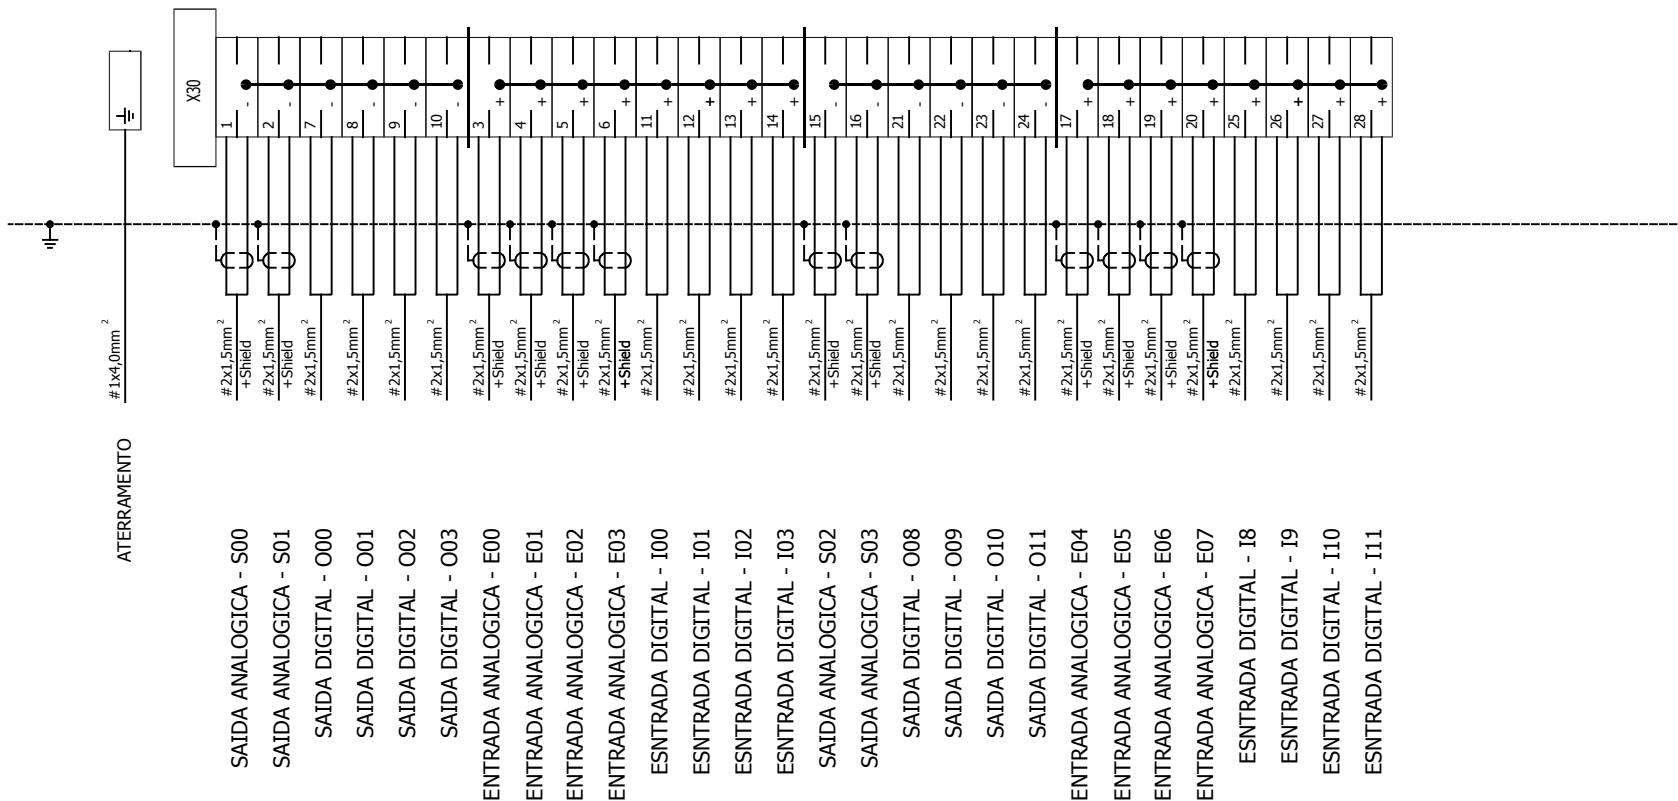 X30
1
-
2
-
7
-
8
-
9
-
10
-
3
+
4
+
5
+
6
+
11
+
12
+
13
+
14
+
15
-
16
-
21
-
22
-
23
-
24
-
17
+
18
+
19
+
20
+
25
+
26
+
27
+
28
+
#1x4,0mm²
#2x1,5mm²
+Shield
#2x1,5mm²
+Shield
#2x1,5mm²
#2x1,5mm²
#2x1,5mm²
#2x1,5mm²
#2x1,5mm²
+Shield
#2x1,5mm²
+Shield
#2x1,5mm²
+Shield
#2x1,5mm²
+Shield
#2x1,5mm²
#2x1,5mm²
#2x1,5mm²
#2x1,5mm²
#2x1,5mm²
+Shield
#2x1,5mm²
+Shield
#2x1,5mm²
#2x1,5mm²
#2x1,5mm²
#2x1,5mm²
#2x1,5mm²
+Shield
#2x1,5mm²
+Shield
#2x1,5mm²
+Shield
#2x1,5mm²
+Shield
#2x1,5mm²
#2x1,5mm²
#2x1,5mm²
#2x1,5mm²
ATERRAMENTO
SAIDA ANALOGICA - S00
SAIDA ANALOGICA - S01
SAIDA DIGITAL - O00
SAIDA DIGITAL - O01
SAIDA DIGITAL - O02
SAIDA DIGITAL - O03
ENTRADA ANALOGICA - E00
ENTRADA ANALOGICA - E01
ENTRADA ANALOGICA - E02
ENTRADA ANALOGICA - E03
ESNTRADA DIGITAL - I00
ESNTRADA DIGITAL - I01
ESNTRADA DIGITAL - I02
ESNTRADA DIGITAL - I03
SAIDA ANALOGICA - S02
SAIDA ANALOGICA - S03
SAIDA DIGITAL - O08
SAIDA DIGITAL - O09
SAIDA DIGITAL - O10
SAIDA DIGITAL - O11
ENTRADA ANALOGICA - E04
ENTRADA ANALOGICA - E05
ENTRADA ANALOGICA - E06
ENTRADA ANALOGICA - E07
ESNTRADA DIGITAL - I8
ESNTRADA DIGITAL - I9
ESNTRADA DIGITAL - I10
ESNTRADA DIGITAL - I11